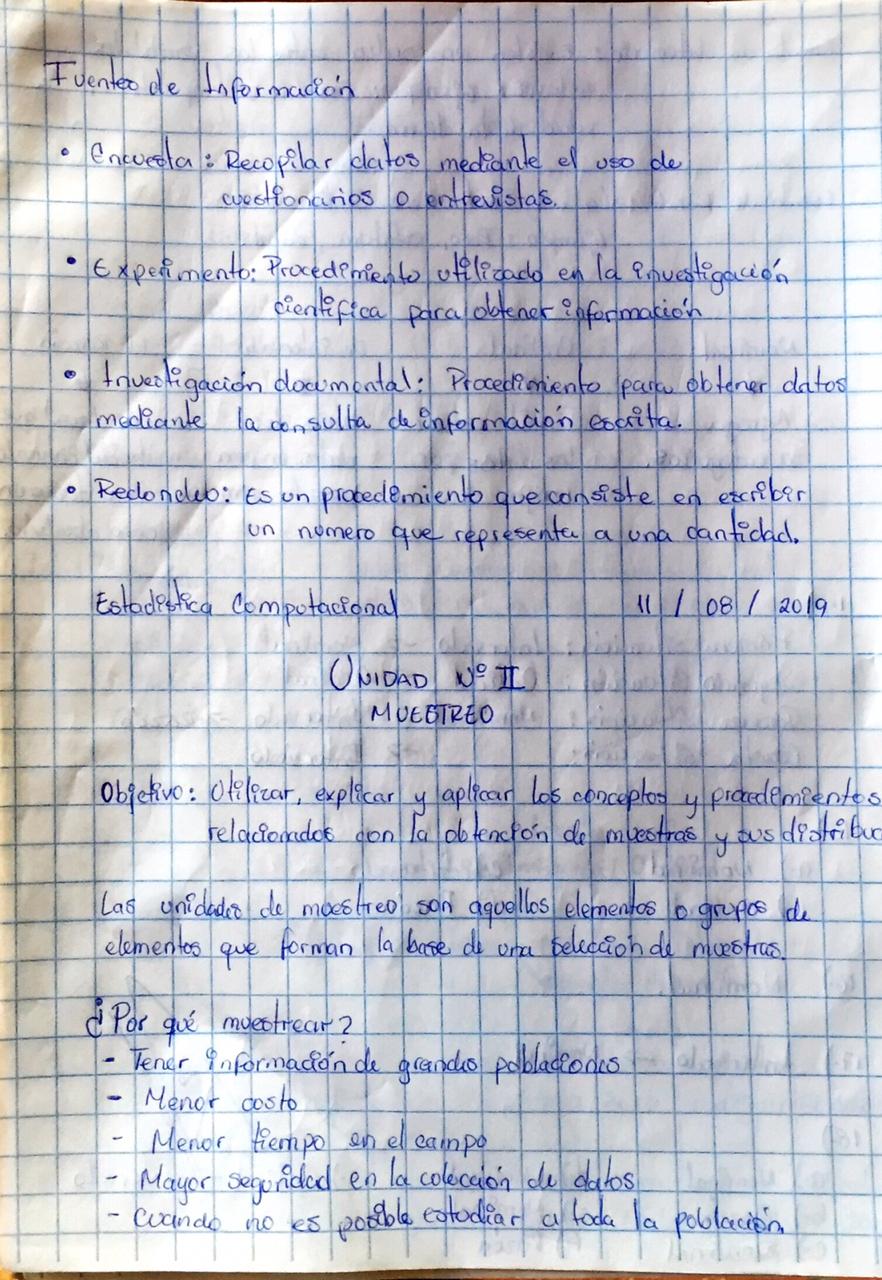 Fuentes de Información
• Encuesta: Recopilar datos mediante el uso de
cuestionarios o entrevistas.
• Experimento: Procedimiento utilizado en la investigación
científica para obtener información
• Investigación documental: Procedimiento para obtener datos
mediante la consulta de información escrita.
• Redondeo: Es un procedimiento que consiste en escribir
un numero que representa a una cantidad.
Estadística Computacional 11 / 08 / 2019
UNIDAD Nº II
MUESTREO
Objetivo: Utilizar, explicar y aplicar los conceptos y procedimientos
relacionados con la obtención de muestras y sus distribuc
Las unidades de muestreo son aquellos elementos o grupos de
elementos que forman la base de una selección de muestras.
¿Por qué muestrear?
- Tener información de grandes poblaciones
- Menor costo
- Menor tiempo en el campo
- Mayor seguridad en la colección de datos
- Cuando no es posible estudiar a toda la población